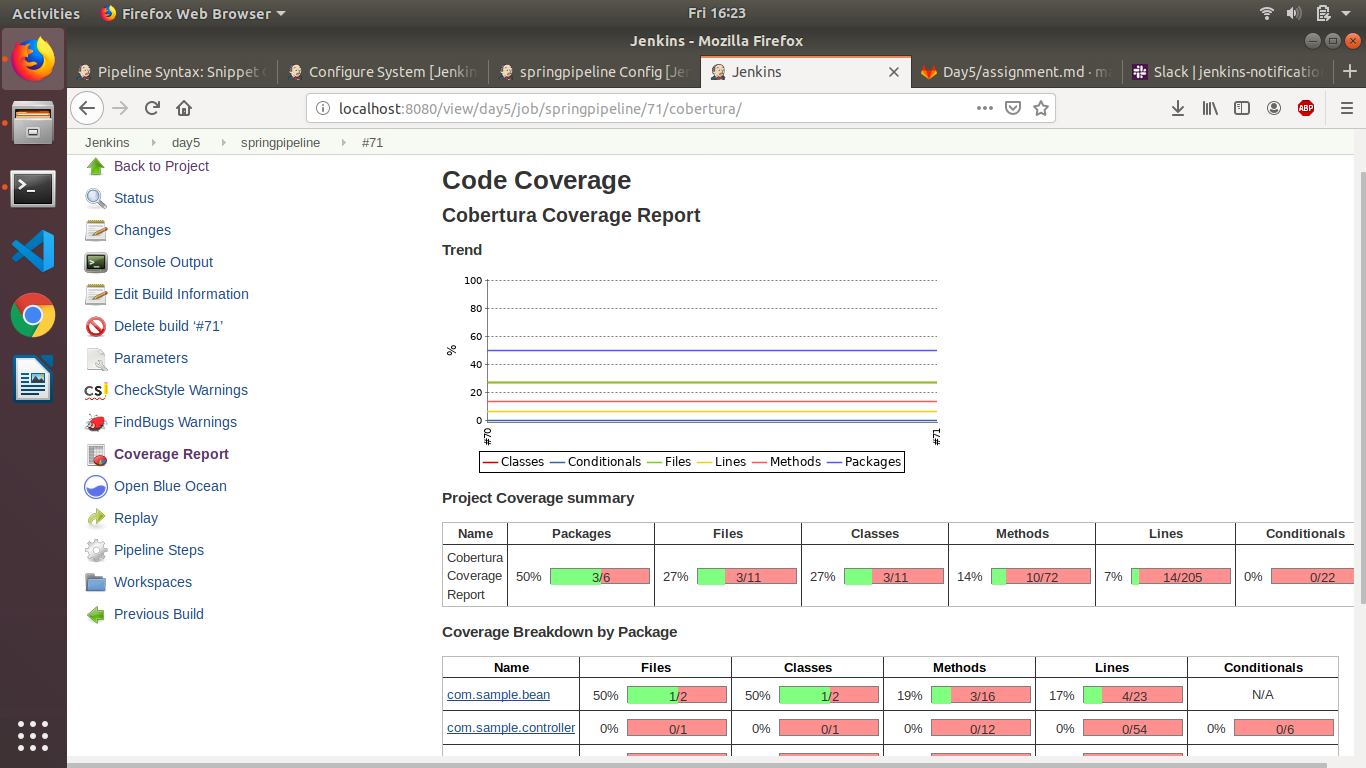 Activities Firefox Web Browser Fri 16:23
Jenkins - Mozilla Firefox
Pipeline Syntax: Snippet Configure System [Jenkin springpipeline Config [Je Jenkins Day5/assignment.md · ma Slack | jenkins-notificatio
localhost:8080/view/day5/job/springpipeline/71/cobertura/
ABP
Jenkins day5 springpipeline #71
Back to Project
Status
Changes
Console Output
Edit Build Information
Delete build ‘#71’
Parameters
CheckStyle Warnings
FindBugs Warnings
Coverage Report
Open Blue Ocean
Replay
Pipeline Steps
Workspaces
Previous Build
Code Coverage
Cobertura Coverage Report
Trend
100
80
60
40
20
0
%
#70 #71
Classes Conditionals Files Lines Methods Packages
Project Coverage summary
Name Packages Files Classes Methods Lines Conditionals
Cobertura Coverage Report 50% 3/6 27% 3/11 27% 3/11 14% 10/72 7% 14/205 0% 0/22
Coverage Breakdown by Package
Name Files Classes Methods Lines Conditionals
com.sample.bean 50% 1/2 50% 1/2 19% 3/16 17% 4/23 N/A
com.sample.controller 0% 0/1 0% 0/1 0% 0/12 0% 0/54 0% 0/6